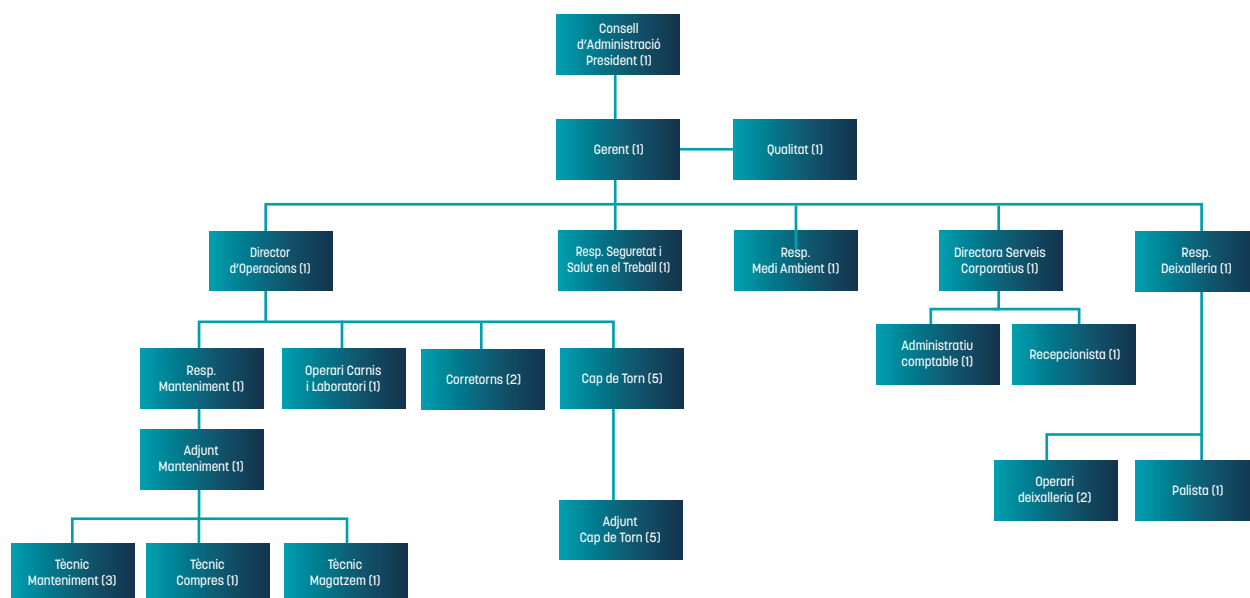 Consell
d'Administració
President (1)
Gerent (1)
Qualitat (1)
Director
d'Operacions (1)
Resp. Seguretat i
Salut en el Treball (1)
Resp.
Medi Ambient (1)
Directora Serveis
Corporatius (1)
Resp.
Deixalleria (1)
Administratiu
comptable (1)
Recepcionista (1)
Resp.
Manteniment (1)
Operari Carnis
i Laboratori (1)
Corretorns (2)
Cap de Torn (5)
Adjunt
Manteniment (1)
Operari
deixalleria (2)
Palista (1)
Adjunt
Cap de Torn (5)
Tècnic
Manteniment (3)
Tècnic
Compres (1)
Tècnic
Magatzem (1)